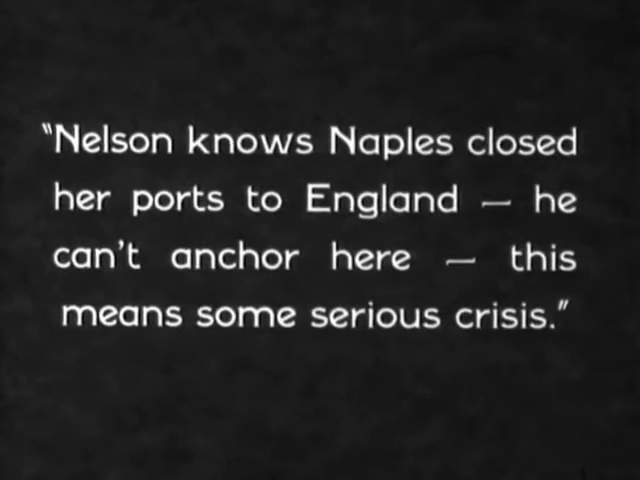 "Nelson knows Naples closed
her ports to England — he
can't anchor here — this
means some serious crisis."